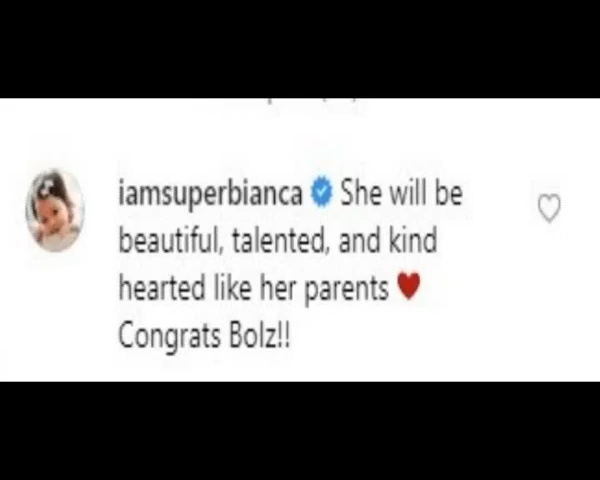 iamsuperbianca She will be
beautiful, talented, and kind
hearted like her parents ♥
Congrats Bolz!!